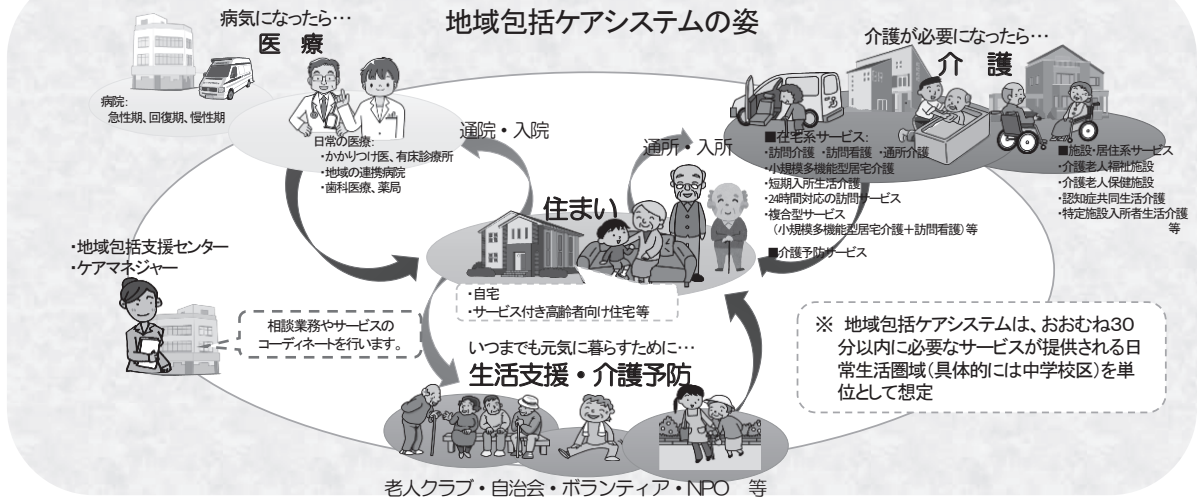 地域包括ケアシステムの姿
病気になったら…
医 療
病院:
急性期、回復期、慢性期
日常の医療:
・かかりつけ医、有床診療所
・地域の連携病院
・歯科医療、薬局
通院・入院
通所・入所
介護が必要になったら…
介 護
■在宅系サービス:
・訪問介護 ・訪問看護 ・通所介護
・小規模多機能型居宅介護
・短期入所生活介護
・24時間対応の訪問サービス
・複合型サービス
(小規模多機能型居宅介護+訪問看護)等
■介護予防サービス
■施設・居住系サービス
・介護老人福祉施設
・介護老人保健施設
・認知症共同生活介護
・特定施設入所者生活介護
等
住まい
・自宅
・サービス付き高齢者向け住宅等
・地域包括支援センター
・ケアマネジャー
相談業務やサービスの
コーディネートを行います。
いつまでも元気に暮らすために…
生活支援・介護予防
老人クラブ・自治会・ボランティア・NPO 等
※ 地域包括ケアシステムは、おおむね30
分以内に必要なサービスが提供される日
常生活圏域(具体的には中学校区)を単
位として想定